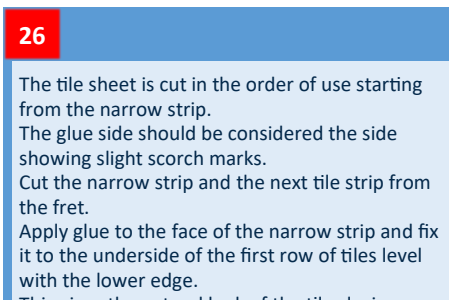 26
The tile sheet is cut in the order of use starting
from the narrow strip.
The glue side should be considered the side
showing slight scorch marks.
Cut the narrow strip and the next tile strip from
the fret.
Apply glue to the face of the narrow strip and fix
it to the underside of the first row of tiles level
with the lower edge.